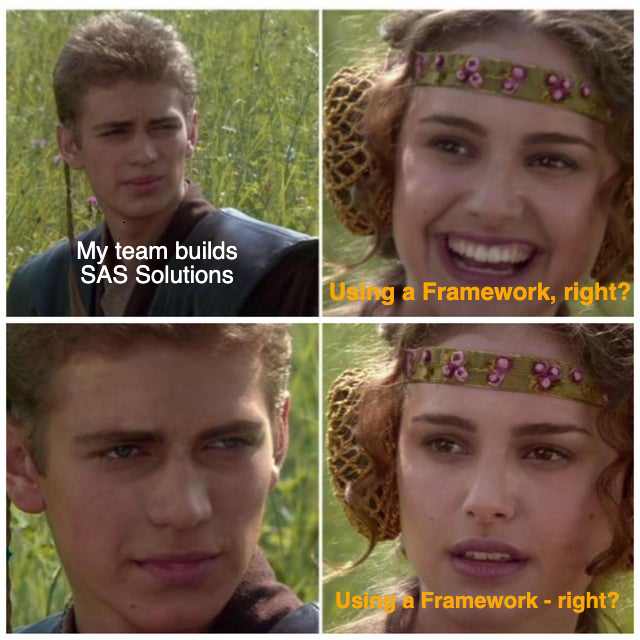 My team builds
SAS Solutions
Using a Framework, right?
Using a Framework - right?